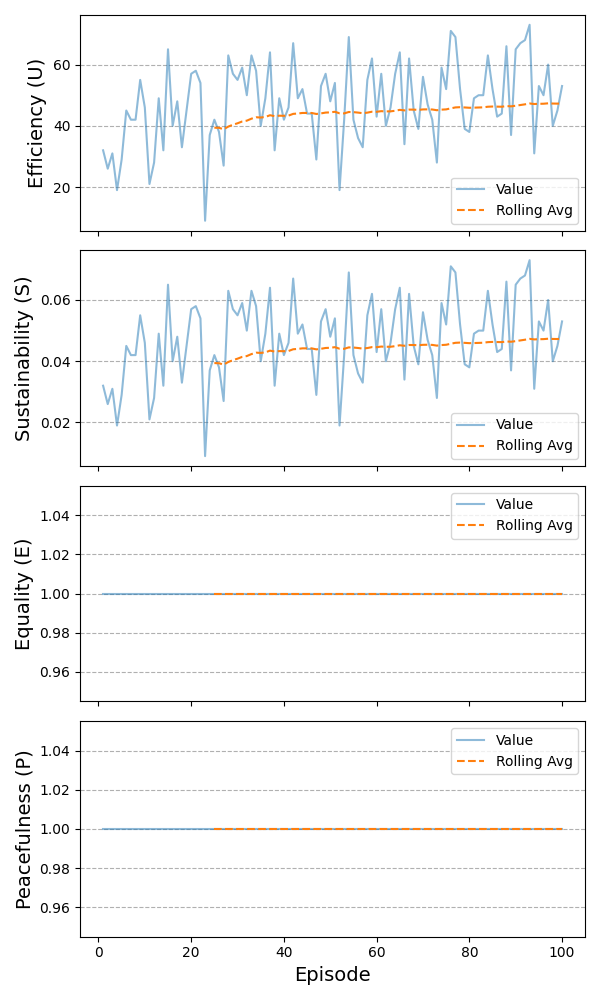 Efficiency (U)
60
40
20
Value
Rolling Avg
Sustainability (S)
0.06
0.04
0.02
Value
Rolling Avg
Equality (E)
1.04
1.02
1.00
0.98
0.96
Value
Rolling Avg
Peacefulness (P)
1.04
1.02
1.00
0.98
0.96
Value
Rolling Avg
0 20 40 60 80 100
Episode